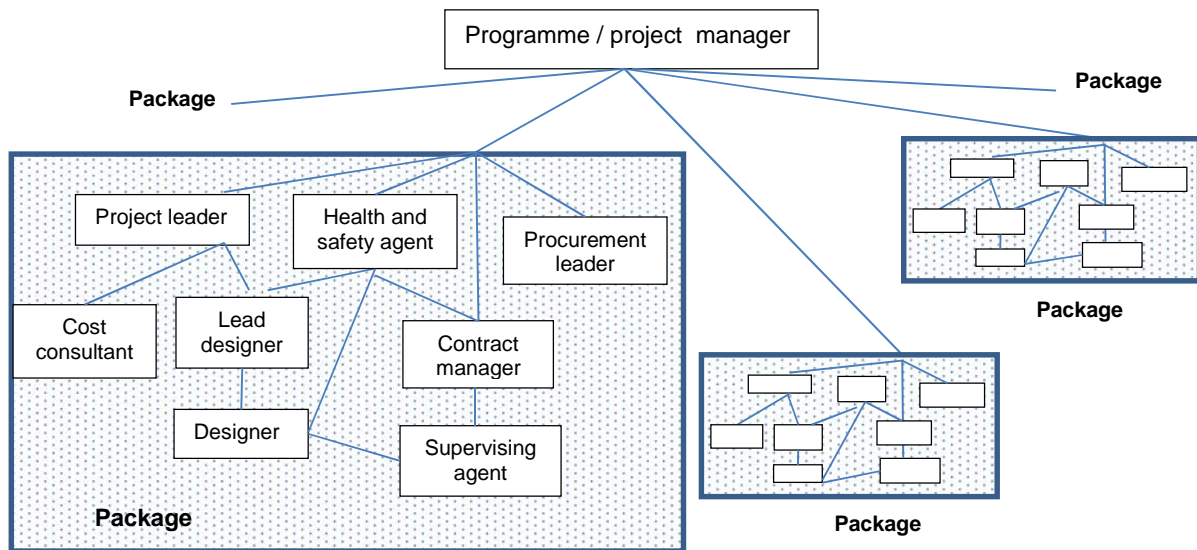 Programme / project manager
Package
Package
Project leader
Health and
safety agent
Procurement
leader
Cost
consultant
Lead
designer
Contract
manager
Designer
Supervising
agent
Package
Package
Package